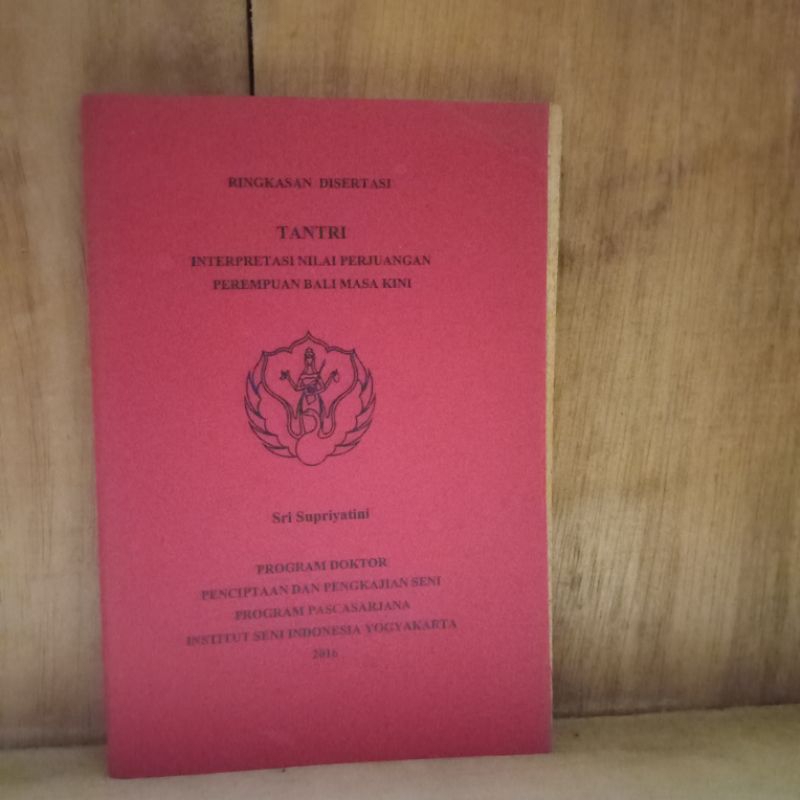 RINGKASAN DISERTASI
TANTRI
INTERPRETASI NILAI PERJUANGAN
PEREMPUAN BALI MASA KINI
Sri Supriyatini
PROGRAM DOKTOR
PENCIPTAAN DAN PENGKAJIAN SENI
PROGRAM PASCASARJANA
INSTITUT SENI INDONESIA YOGYAKARTA
2016